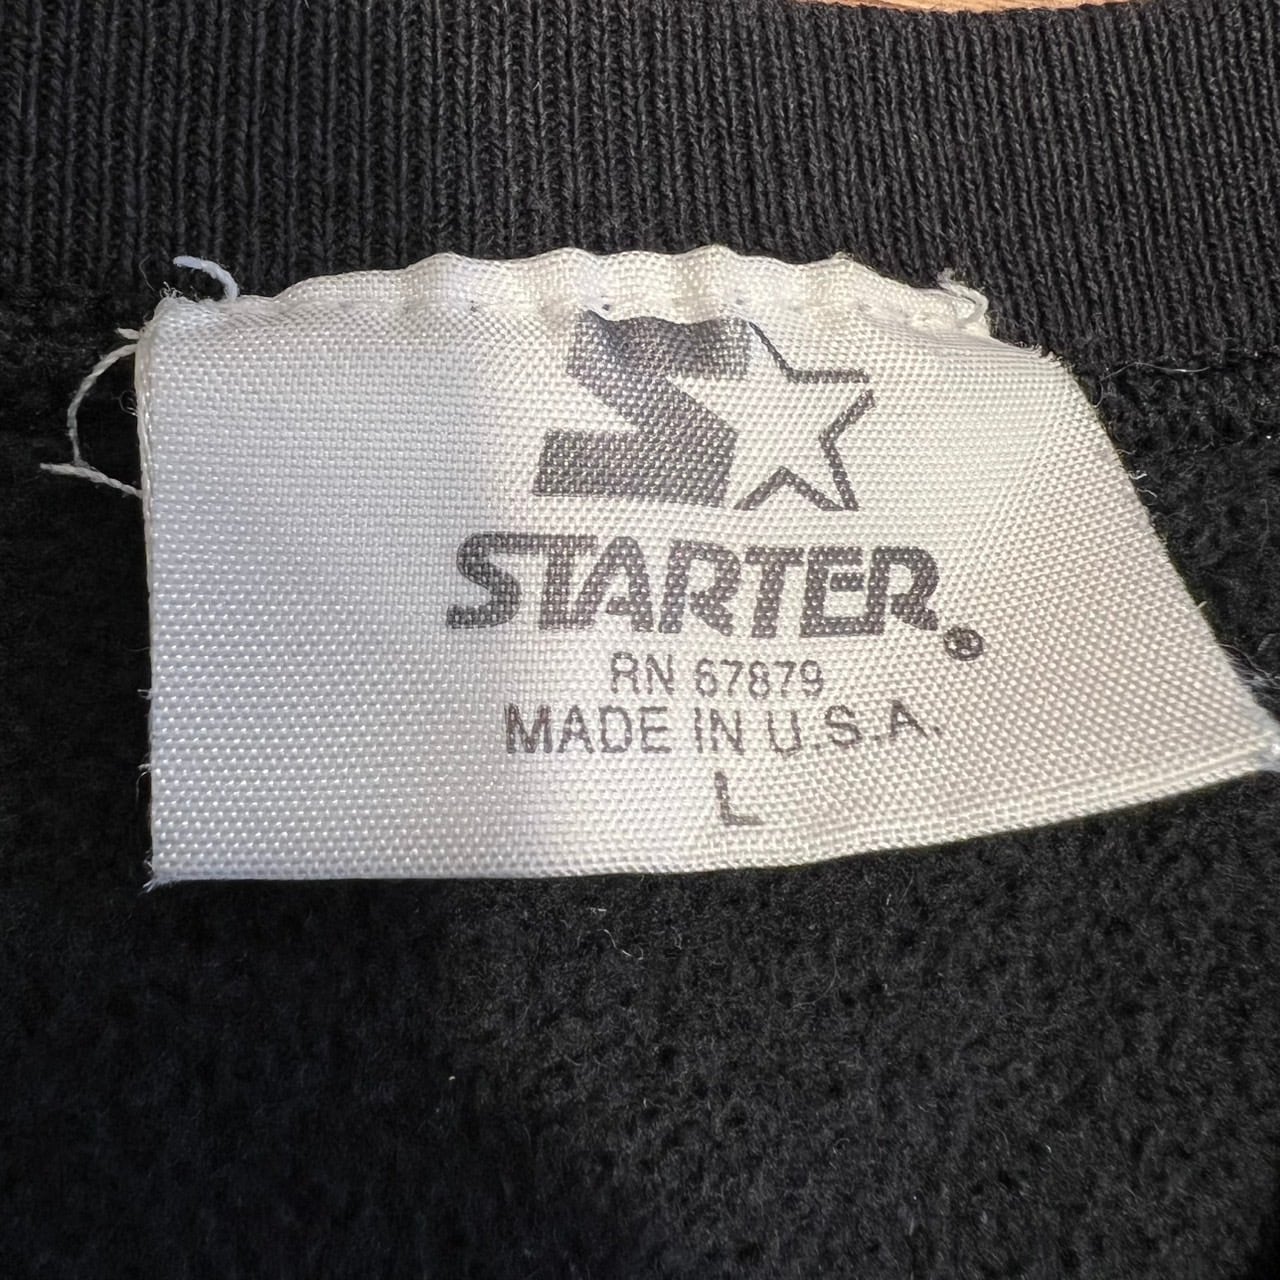 S
STARTER®
RN 67879
MADE IN U.S.A.
L